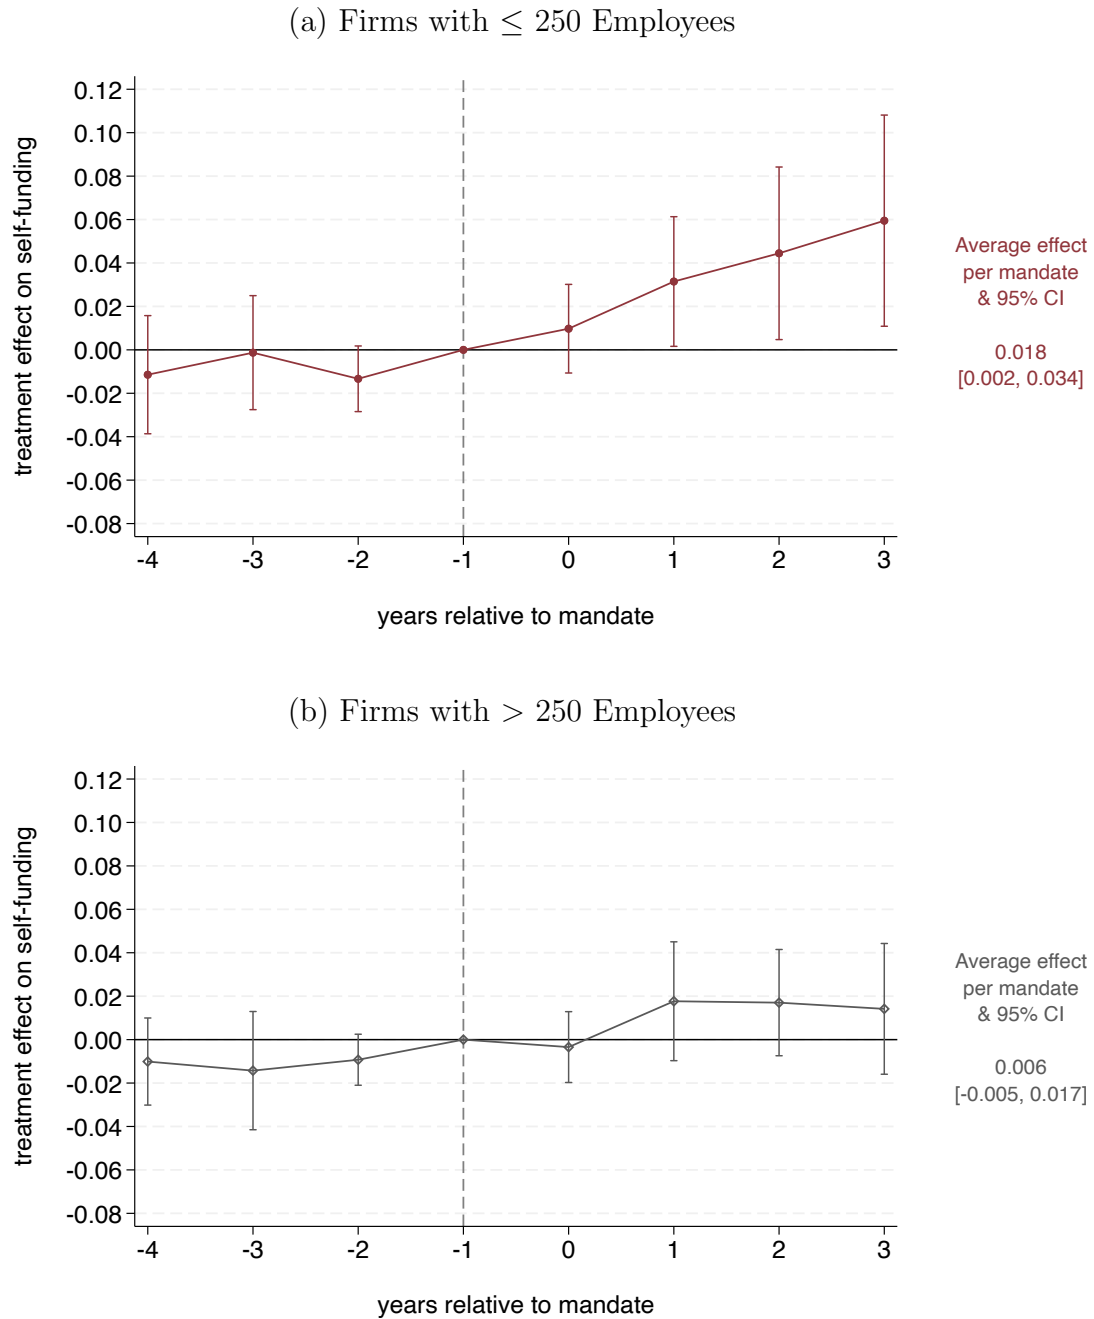 (a) Firms with ≤ 250 Employees
0.12
0.10
0.08
0.06
0.04
0.02
0.00
-0.02
-0.04
-0.06
-0.08
treatment effect on self-funding
-4 -3 -2 -1 0 1 2 3
years relative to mandate
Average effect
per mandate
& 95% CI
0.018
[0.002, 0.034]
(b) Firms with > 250 Employees
0.12
0.10
0.08
0.06
0.04
0.02
0.00
-0.02
-0.04
-0.06
-0.08
treatment effect on self-funding
-4 -3 -2 -1 0 1 2 3
years relative to mandate
Average effect
per mandate
& 95% CI
0.006
[-0.005, 0.017]